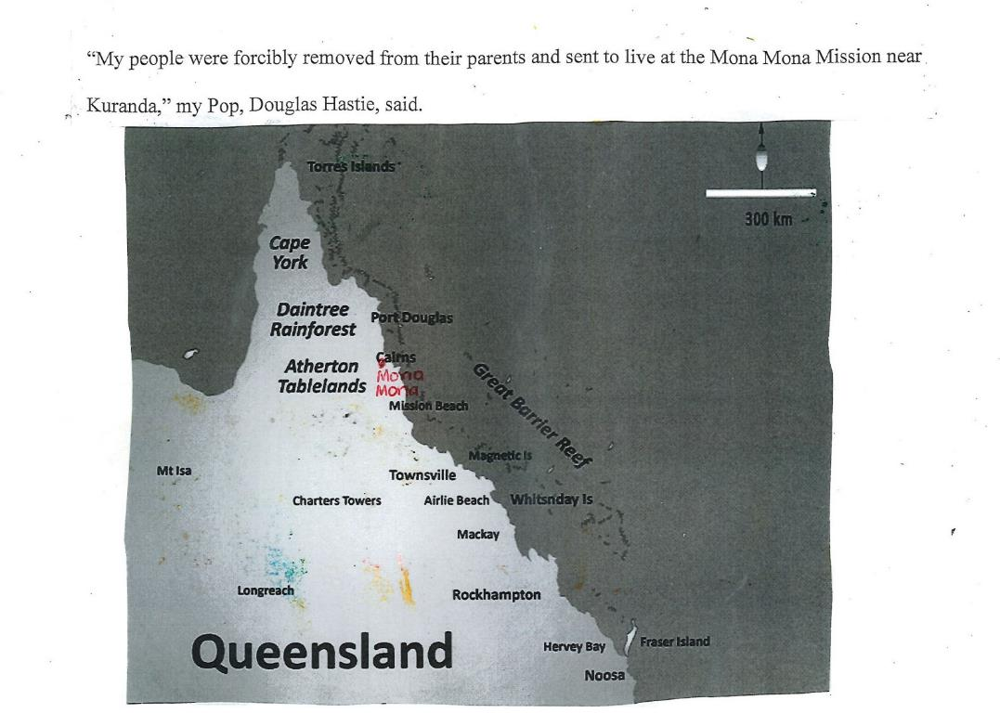 “My people were forcibly removed from their parents and sent to live at the Mona Mona Mission near
Kuranda,” my Pop, Douglas Hastie, said.
Torres Islands
300 km
Cape
York
Daintree
Rainforest
Port Douglas
Cairns
Atherton
Tablelands
Mona
Mona
Great Barrier Reef
Mission Beach
Magnetic Is
Mt Isa
Townsville
Charters Towers
Airlie Beach
Whitsnday Is
Mackay
Longreach
Rockhampton
Queensland
Hervey Bay
Fraser Island
Noosa